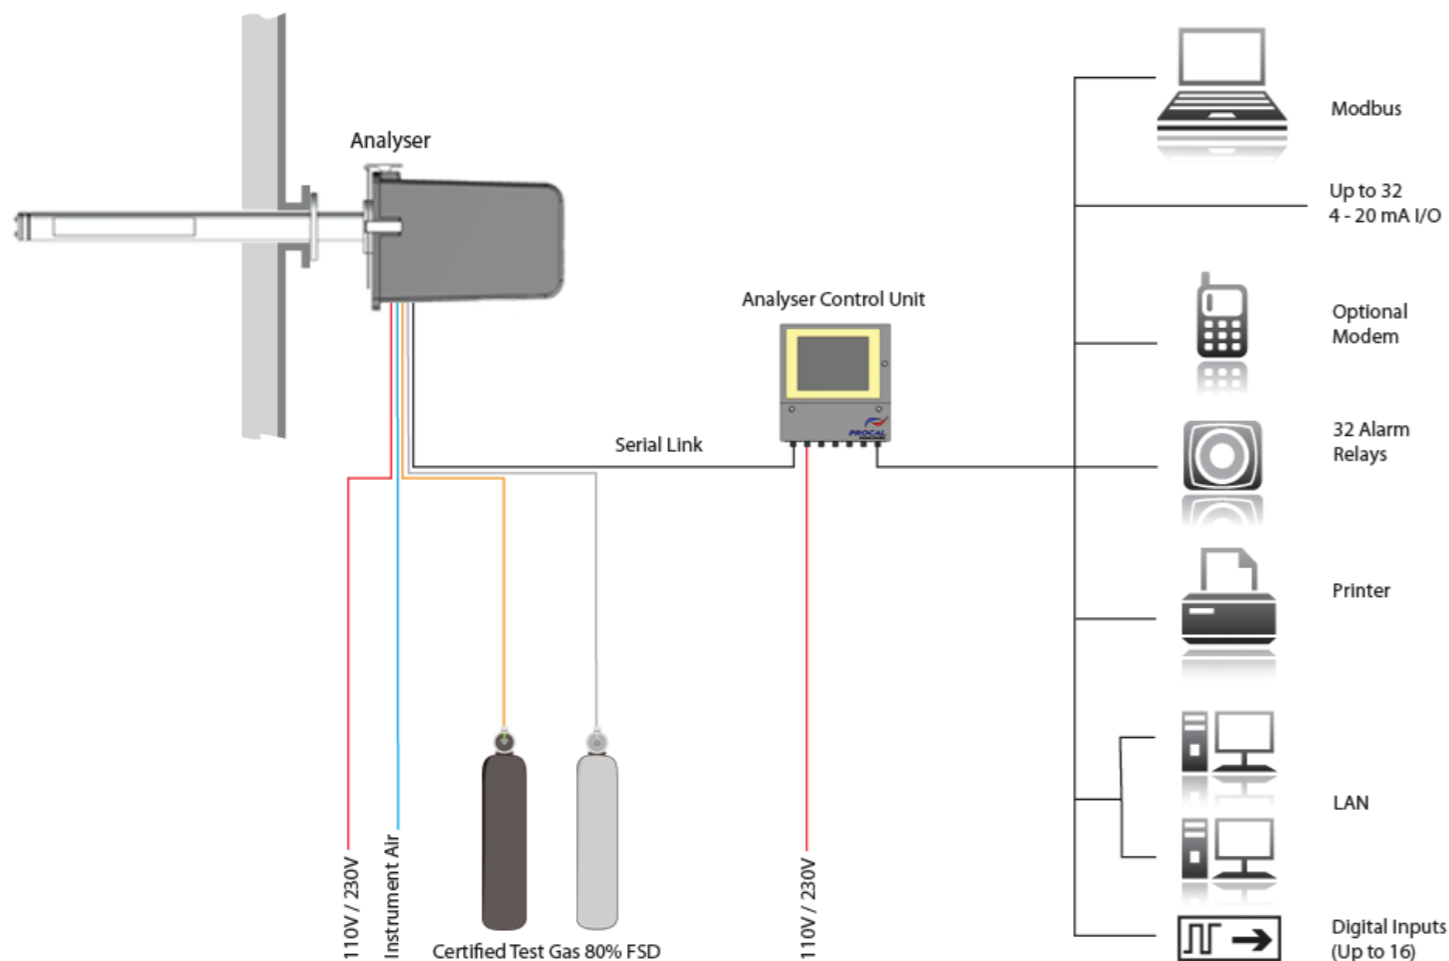 Analyser
Modbus
Up to 32
4 - 20 mA I/O
Analyser Control Unit
Optional
Modem
PROCAL
Serial Link
32 Alarm
Relays
Printer
LAN
110V / 230V
Instrument Air
Certified Test Gas 80% FSD
110V / 230V
Digital Inputs
(Up to 16)